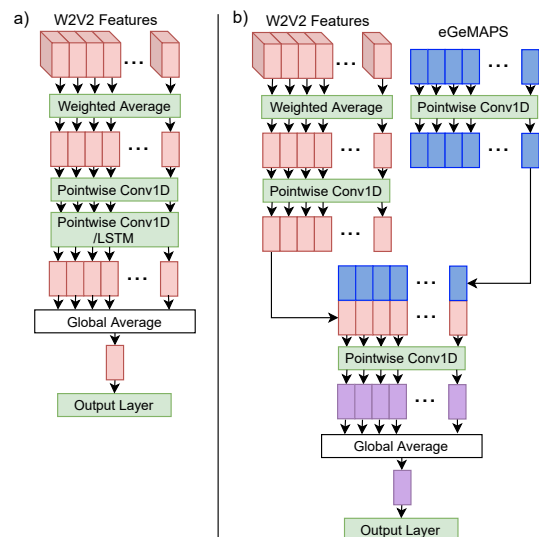 a)
W2V2 Features
...
Weighted Average
...
Pointwise Conv1D
Pointwise Conv1D
/LSTM
...
Global Average
Output Layer
b)
W2V2 Features
...
Weighted Average
...
Pointwise Conv1D
...
eGeMAPS
...
Pointwise Conv1D
...
...
...
Pointwise Conv1D
...
Global Average
Output Layer